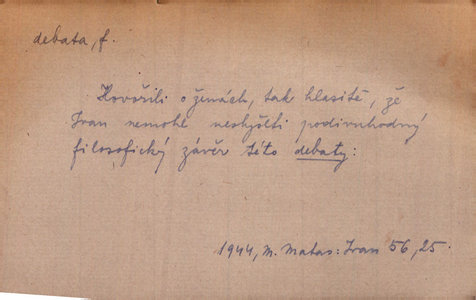 debata, f.
Hovořili o ženách, tak hlasitě, že
Ivan nemohl neslyšeti podivuhodný
filosofický závěr této debaty:
1944, M. Matas: Ivan 56, 25.